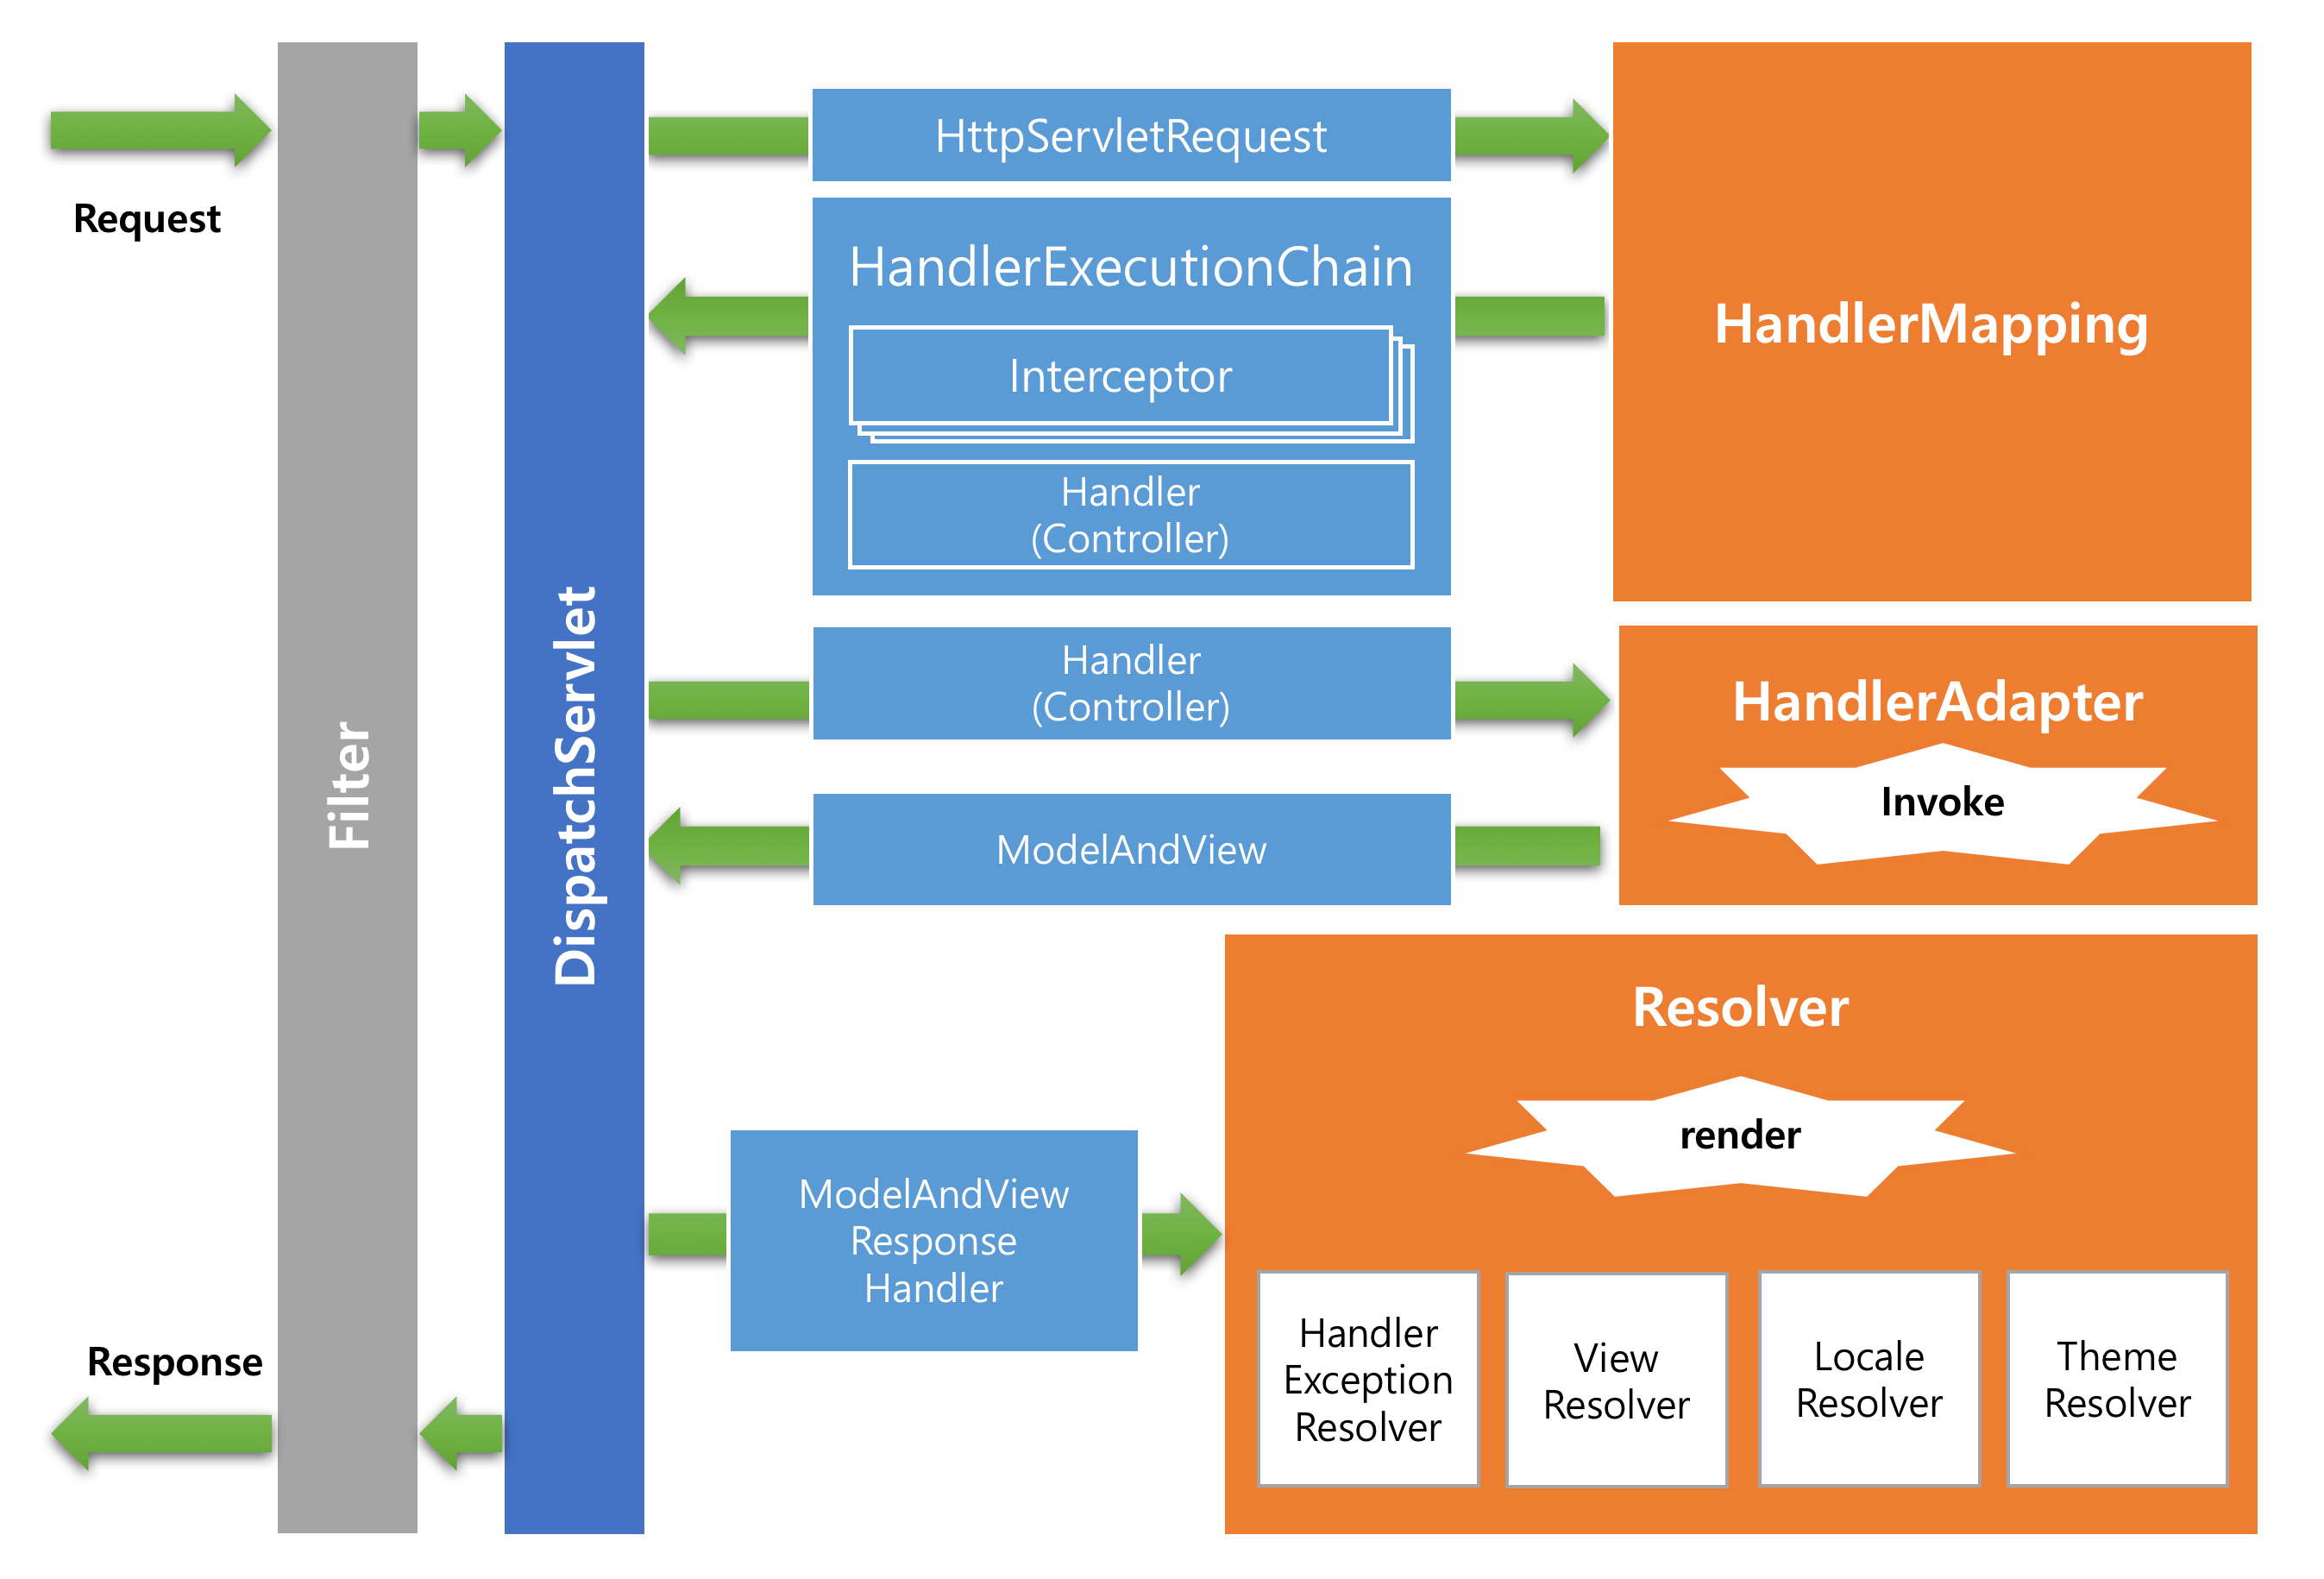 Request
Filter
DispatchServlet
HttpServletRequest
HandlerExecutionChain
Interceptor
Handler
(Controller)
HandlerMapping
Handler
(Controller)
HandlerAdapter
Invoke
ModelAndView
Resolver
render
ModelAndView
Response
Handler
Handler
Exception
Resolver
View
Resolver
Locale
Resolver
Theme
Resolver
Response